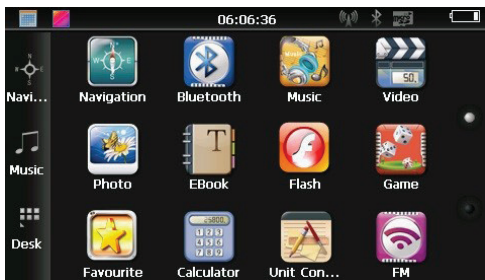 06:06:36
Navi...
Navigation
Bluetooth
Music
Video
50.
Music
Photo
T
EBook
Flash
Game
Desk
Favourite
Calculator
Unit Con...
FM